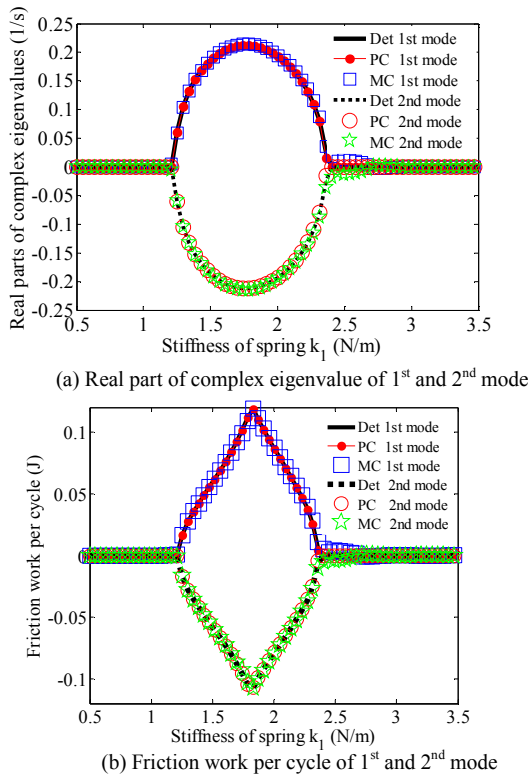 Real parts of complex eigenvalues (1/s)
0.25
0.2
0.15
0.1
0.05
0
-0.05
-0.1
-0.15
-0.2
0.25
Det 1st mode
PC 1st mode
MC 1st mode
Det 2nd mode
PC 2nd mode
MC 2nd mode
0.5 1 1.5 2 2.5 3 3.5
Stiffness of spring k1 (N/m)
(a) Real part of complex eigenvalue of 1st and 2nd mode
Friction work per cycle (J)
0.1
0.05
0
-0.05
-0.1
Det 1st mode
PC 1st mode
MC 1st mode
Det 2nd mode
PC 2nd mode
MC 2nd mode
0.5 1 1.5 2 2.5 3 3.5
Stiffness of spring k1 (N/m)
(b) Friction work per cycle of 1st and 2nd mode